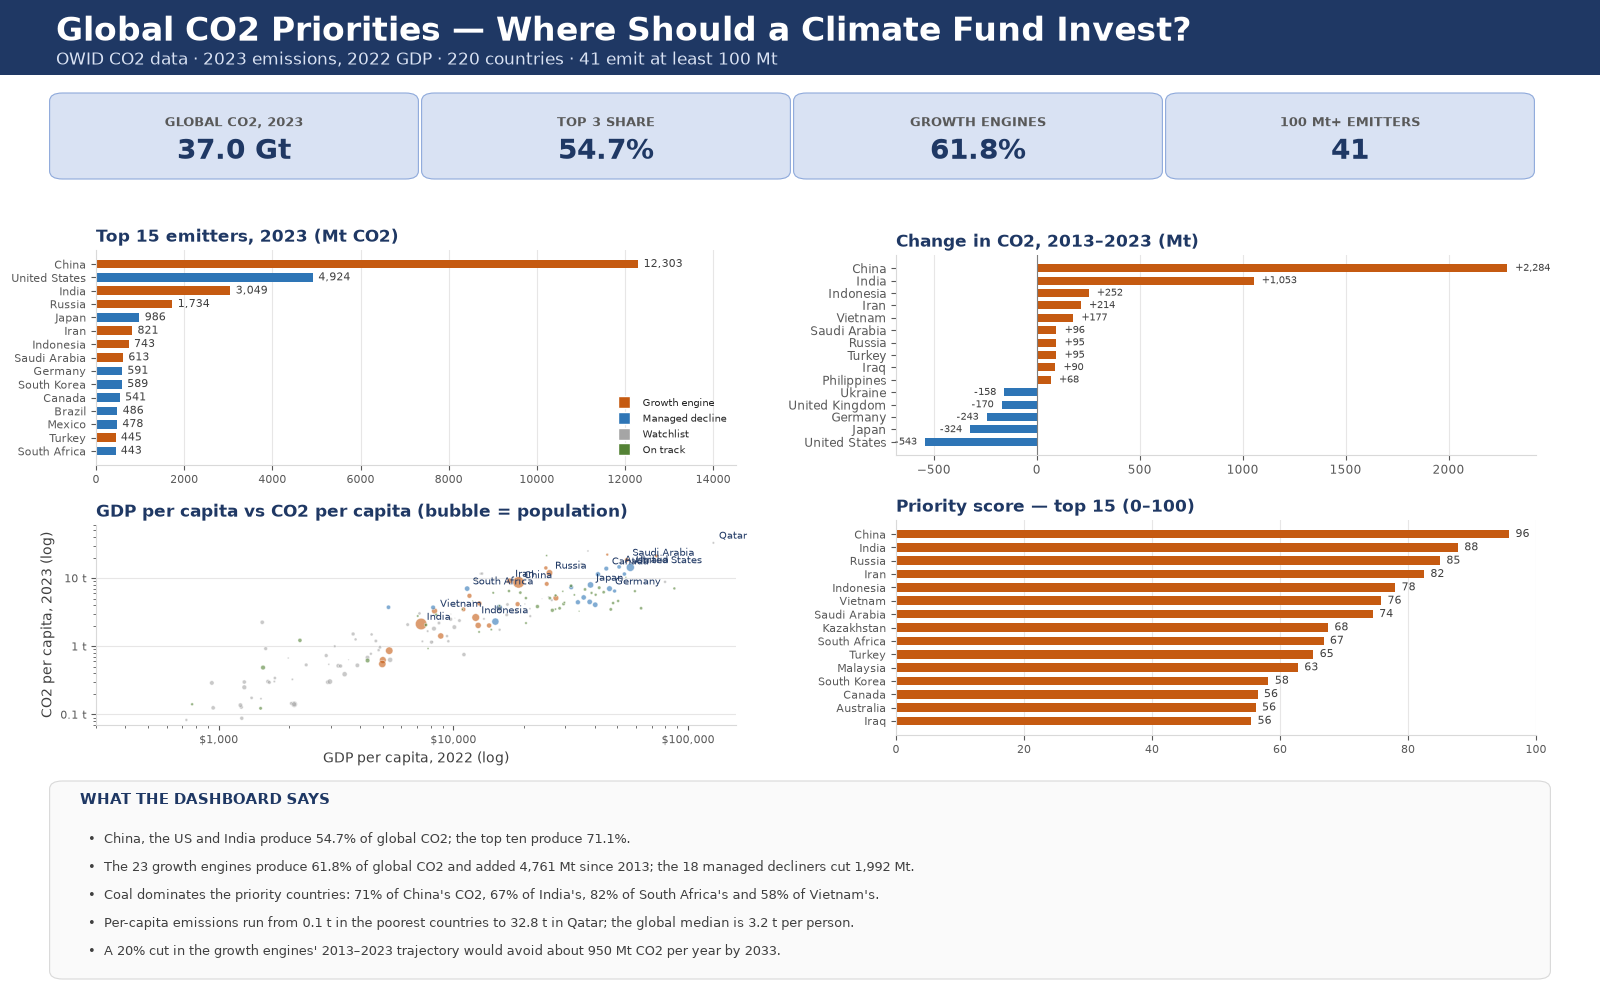 Global CO2 Priorities — Where Should a Climate Fund Invest?
OWID CO2 data · 2023 emissions, 2022 GDP · 220 countries · 41 emit at least 100 Mt
GLOBAL CO2, 2023
37.0 Gt
TOP 3 SHARE
54.7%
GROWTH ENGINES
61.8%
100 Mt+ EMITTERS
41
Top 15 emitters, 2023 (Mt CO2)
China 12,303
United States 4,924
India 3,049
Russia 1,734
Japan 986
Iran 821
Indonesia 743
Saudi Arabia 613
Germany 591
South Korea 589
Canada 541
Brazil 486
Mexico 478
Turkey 445
South Africa 443
0 2000 4000 6000 8000 10000 12000 14000
Growth engine
Managed decline
Watchlist
On track
Change in CO2, 2013–2023 (Mt)
China +2,284
India +1,053
Indonesia +252
Iran +214
Vietnam +177
Saudi Arabia +96
Russia +95
Turkey +95
Iraq +90
Philippines +68
Ukraine -158
United Kingdom -170
Germany -243
Japan -324
United States -543
−500 0 500 1000 1500 2000
GDP per capita vs CO2 per capita (bubble = population)
CO2 per capita, 2023 (log)
10 t
1 t
0.1 t
Qatar
Saudi Arabia
United States
Canada
Russia
Iran
China
Japan
Germany
South Africa
Vietnam
Indonesia
India
$1,000 $10,000 $100,000
GDP per capita, 2022 (log)
Priority score — top 15 (0–100)
China 96
India 88
Russia 85
Iran 82
Indonesia 78
Vietnam 76
Saudi Arabia 74
Kazakhstan 68
South Africa 67
Turkey 65
Malaysia 63
South Korea 58
Canada 56
Australia 56
Iraq 56
0 20 40 60 80 100
WHAT THE DASHBOARD SAYS
• China, the US and India produce 54.7% of global CO2; the top ten produce 71.1%.
• The 23 growth engines produce 61.8% of global CO2 and added 4,761 Mt since 2013; the 18 managed decliners cut 1,992 Mt.
• Coal dominates the priority countries: 71% of China's CO2, 67% of India's, 82% of South Africa's and 58% of Vietnam's.
• Per-capita emissions run from 0.1 t in the poorest countries to 32.8 t in Qatar; the global median is 3.2 t per person.
• A 20% cut in the growth engines' 2013–2023 trajectory would avoid about 950 Mt CO2 per year by 2033.